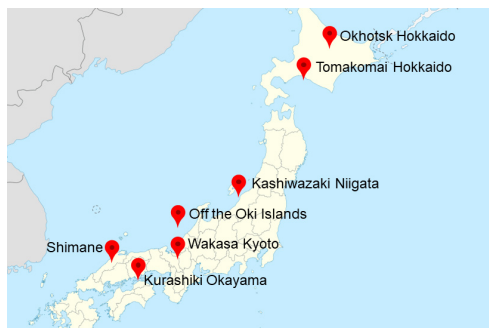 Okhotsk Hokkaido
Tomakomai Hokkaido
Kashiwazaki Niigata
Off the Oki Islands
Shimane
Wakasa Kyoto
Kurashiki Okayama